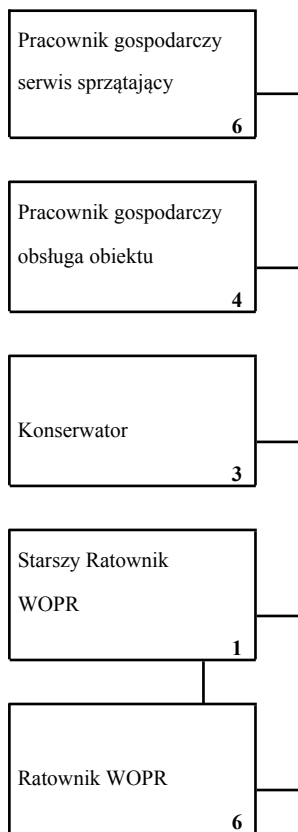 Pracownik gospodarczy
serwis sprzątający
6
Pracownik gospodarczy
obsługa obiektu
4
Konserwator
3
Starszy Ratownik
WOPR
1
Ratownik WOPR
6